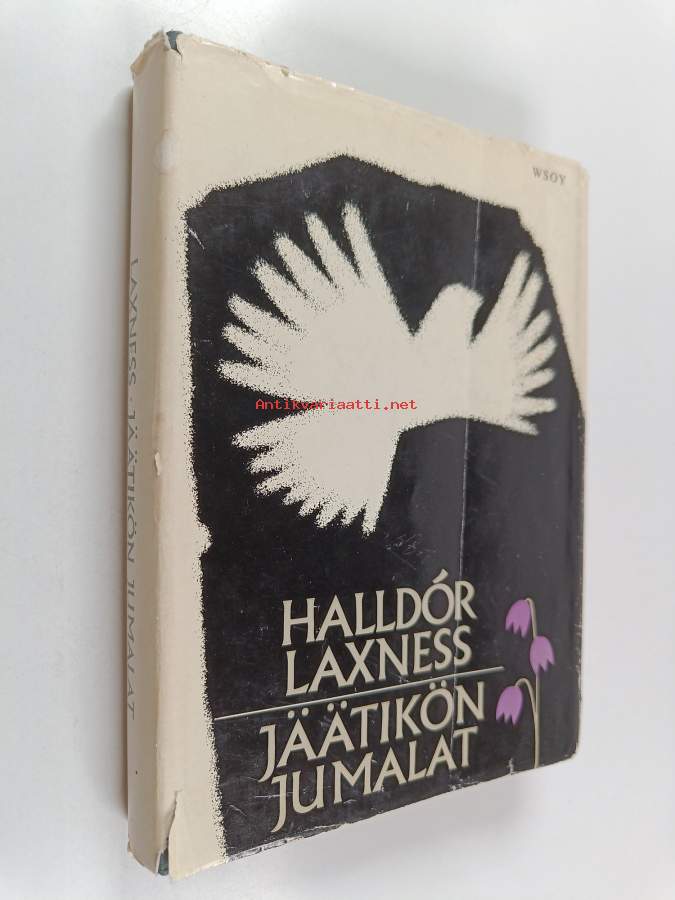 WSOY
LAXNESS · JÄÄTIKÖN JUMALAT
Antikvariaatti.net
HALLDÓR
LAXNESS
JÄÄTIKÖN
JUMALAT